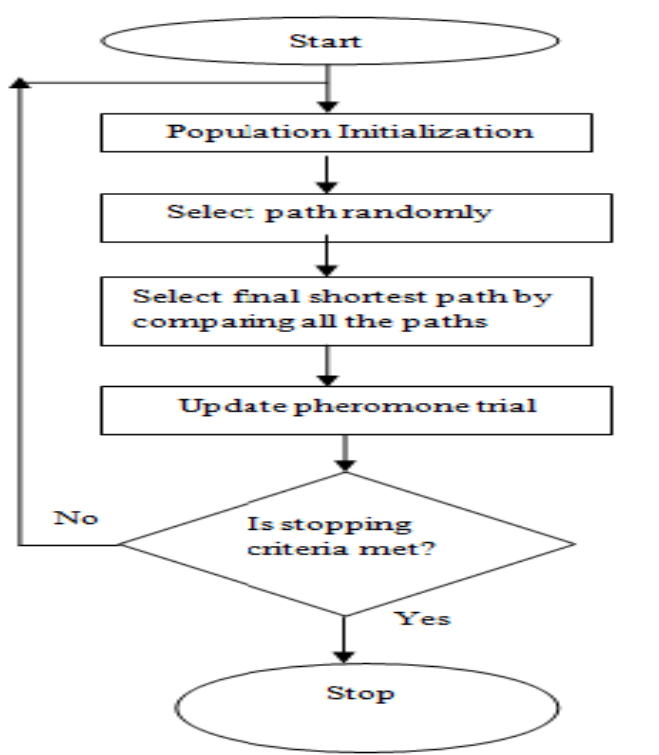 Start
Population Initialization
Select path randomly
Select final shortest path by
comparing all the paths
Update pheromone trial
Is stopping
criteria met?
No
Yes
Stop